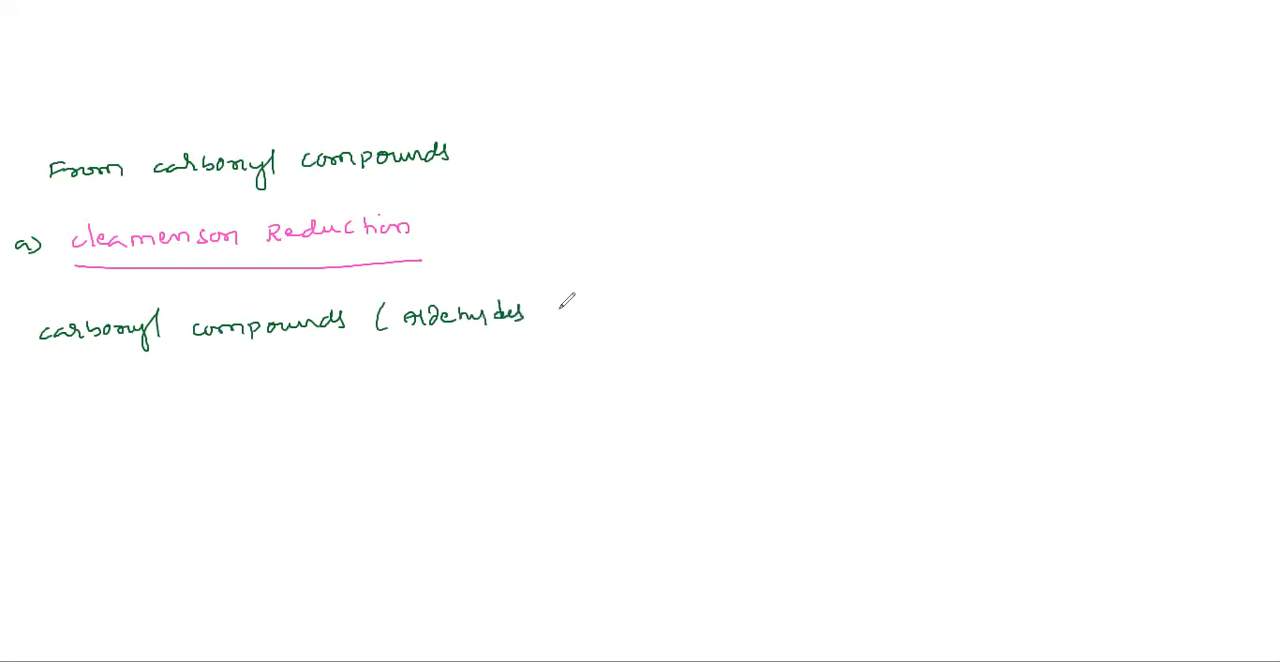 From carbonyl compounds
a) cleamenson Reduction
carbonyl compounds ( Aldehydes